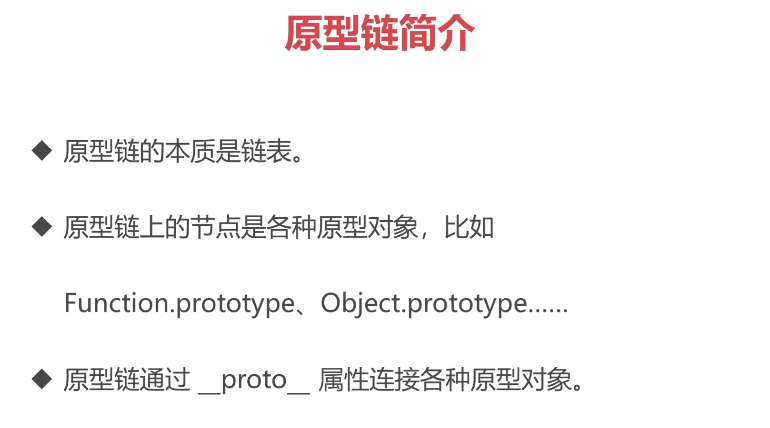 原型链简介
◆ 原型链的本质是链表。
◆ 原型链上的节点是各种原型对象，比如
Function.prototype、Object.prototype......
◆ 原型链通过 __proto__ 属性连接各种原型对象。